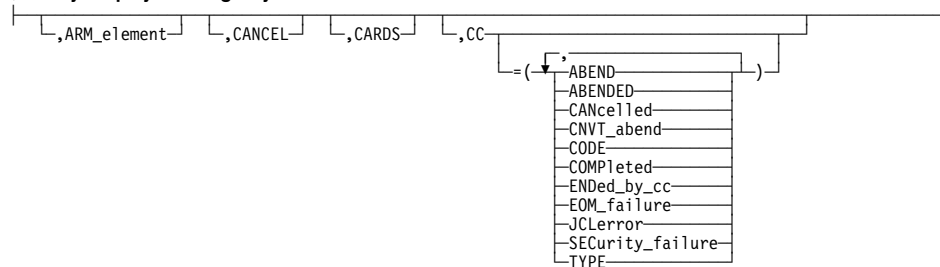 ,ARM_element ,CANCEL ,CARDS ,CC
,
=( ABEND )
ABENDED
CANcelled
CNVT_abend
CODE
COMPleted
ENDed_by_cc
EOM_failure
JCLerror
SECurity_failure
TYPE